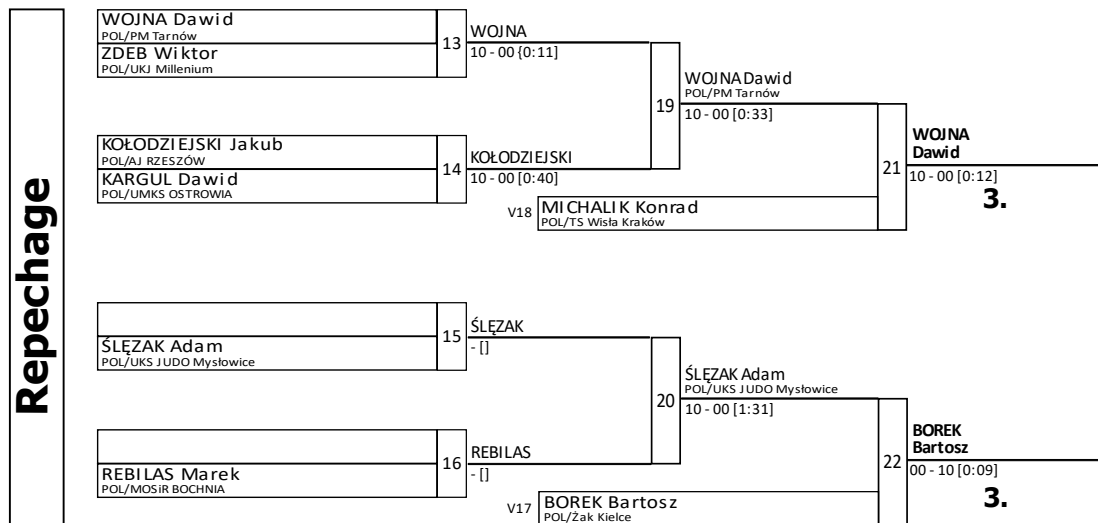 Repechage
WOJNA Dawid
POL/PM Tarnów
ZDEB Wiktor
POL/UKJ Millenium
13
WOJNA
10 - 00 {0:11]
KOŁODZIEJSKI Jakub
POL/AJ RZESZÓW
KARGUL Dawid
POL/UMKS OSTROWIA
14
KOŁODZIEJSKI
10 - 00 [0:40]
19
WOJNA Dawid
POL/PM Tarnów
10 - 00 [0:33]
V18
MICHALIK Konrad
POL/TS Wisła Kraków
21
WOJNA
Dawid
10 - 00 [0:12]
3.
ŚLĘZAK Adam
POL/UKS JUDO Mysłowice
15
ŚLĘZAK
- []
REBILAS Marek
POL/MOSiR BOCHNIA
16
REBILAS
- []
20
ŚLĘZAK Adam
POL/UKS JUDO Mysłowice
10 - 00 [1:31]
V17
BOREK Bartosz
POL/Żak Kielce
22
BOREK
Bartosz
00 - 10 [0:09]
3.